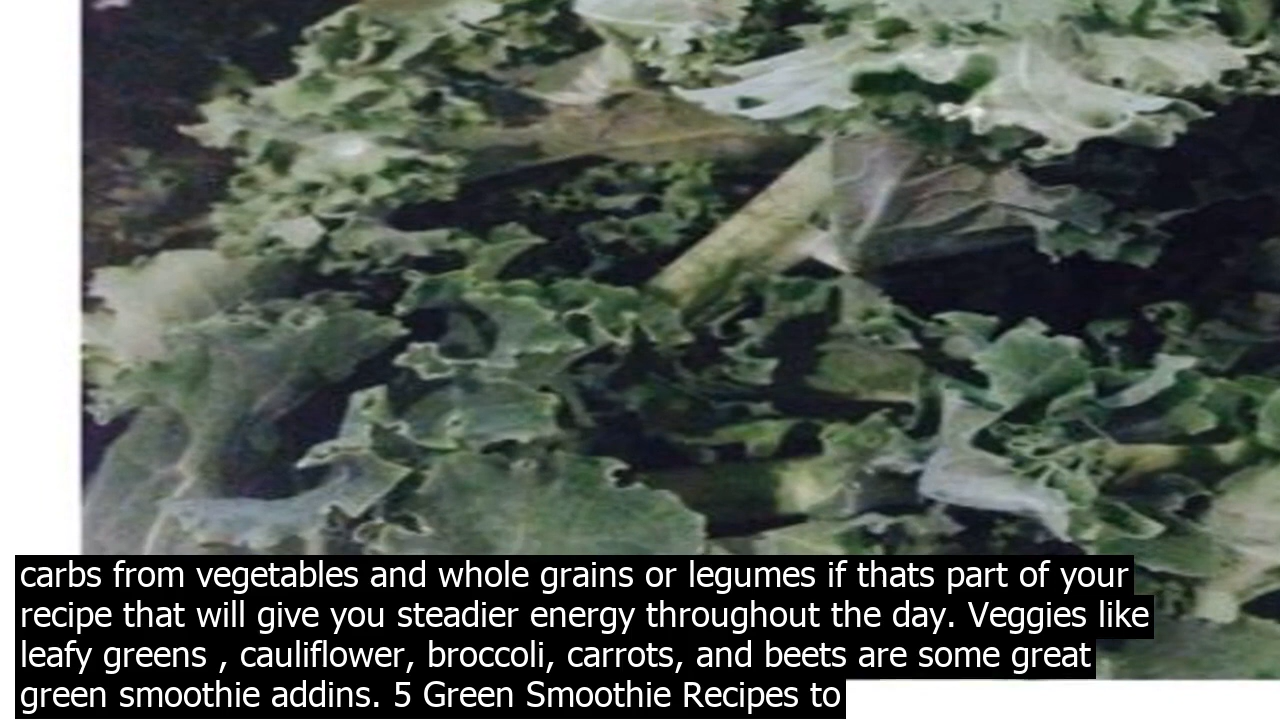 carbs from vegetables and whole grains or legumes if thats part of your
recipe that will give you steadier energy throughout the day. Veggies like
leafy greens , cauliflower, broccoli, carrots, and beets are some great
green smoothie addins. 5 Green Smoothie Recipes to